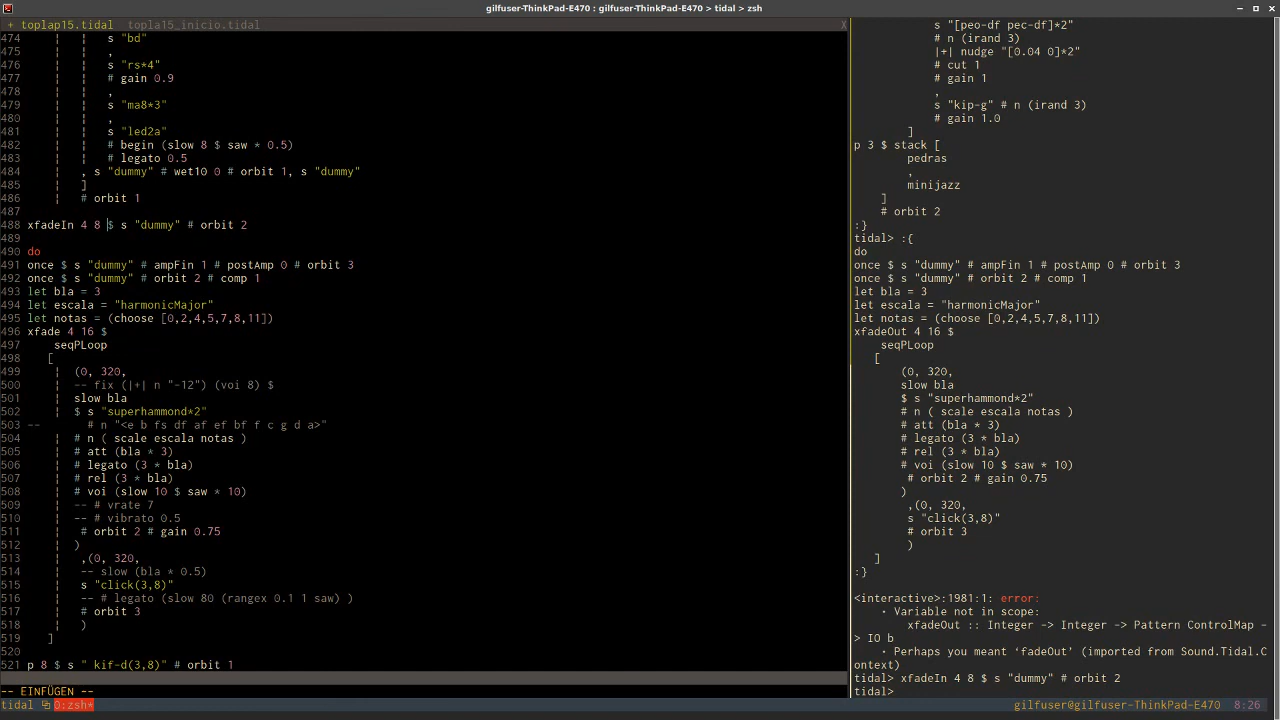 gilfuser-ThinkPad-E470 : gilfuser-ThinkPad-E470 > tidal > zsh
+ toplap15.tidal  topla15_inicio.tidal  X
474 s "bd"
475 ,
476 s "rs*4"
477 # gain 0.9
478 ,
479 s "ma8*3"
480 ,
481 s "led2a"
482 # begin (slow 8 $ saw * 0.5)
483 # legato 0.5
484 , s "dummy" # wet10 0 # orbit 1, s "dummy"
485 ]
486 # orbit 1
487
488 xfadeIn 4 8 $ s "dummy" # orbit 2
489
490 do
491 once $ s "dummy" # ampFin 1 # postAmp 0 # orbit 3
492 once $ s "dummy" # orbit 2 # comp 1
493 let bla = 3
494 let escala = "harmonicMajor"
495 let notas = (choose [0,2,4,5,7,8,11])
496 xfade 4 16 $
497 seqPLoop
498 [
499 (0, 320,
500 -- fix (|+| n "-12") (voi 8) $
501 slow bla
502 $ s "superhammond*2"
503 -- # n "<e b fs df af ef bf f c g d a>"
504 # n ( scale escala notas )
505 # att (bla * 3)
506 # legato (3 * bla)
507 # rel (3 * bla)
508 # voi (slow 10 $ saw * 10)
509 -- # vrate 7
510 -- # vibrato 0.5
511 # orbit 2 # gain 0.75
512 )
513 ,(0, 320,
514 -- slow (bla * 0.5)
515 s "click(3,8)"
516 -- # legato (slow 80 (rangex 0.1 1 saw) )
517 # orbit 3
518 )
519 ]
520
521 p 8 $ s " kif-d(3,8)" # orbit 1
-- EINFÜGEN --
s "[peo-df pec-df]*2"
# n (irand 3)
|+| nudge "[0.04 0]*2"
# cut 1
# gain 1
,
s "kip-g" # n (irand 3)
# gain 1.0
]
p 3 $ stack [
pedras
,
minijazz
]
# orbit 2
:}
tidal> :{
do
once $ s "dummy" # ampFin 1 # postAmp 0 # orbit 3
once $ s "dummy" # orbit 2 # comp 1
let bla = 3
let escala = "harmonicMajor"
let notas = (choose [0,2,4,5,7,8,11])
xfadeOut 4 16 $
seqPLoop
[
(0, 320,
slow bla
$ s "superhammond*2"
# n ( scale escala notas )
# att (bla * 3)
# legato (3 * bla)
# rel (3 * bla)
# voi (slow 10 $ saw * 10)
# orbit 2 # gain 0.75
)
,(0, 320,
s "click(3,8)"
# orbit 3
)
]
:}
<interactive>:1981:1: error:
• Variable not in scope:
xfadeOut :: Integer -> Integer -> Pattern ControlMap -
> IO b
• Perhaps you meant ‘fadeOut’ (imported from Sound.Tidal.C
ontext)
tidal> xfadeIn 4 8 $ s "dummy" # orbit 2
tidal>
tidal 0:zsh*  gilfuser@gilfuser-ThinkPad-E470  8:26